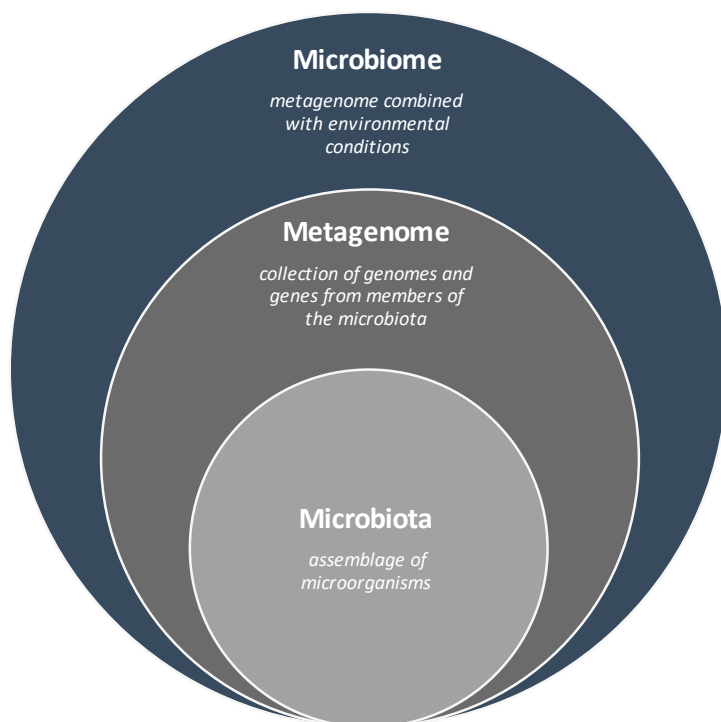 Microbiome
metagenome combined
with environmental
conditions
Metagenome
collection of genomes and
genes from members of
the microbiota
Microbiota
assemblage of
microorganisms